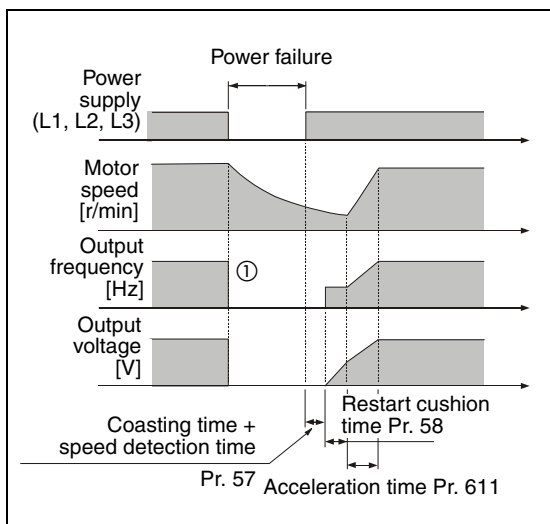 Power failure
Power
supply
(L1, L2, L3)
Motor
speed
[r/min]
Output
frequency
[Hz]
①
Output
voltage
[V]
Coasting time +
speed detection time
Pr. 57
Restart cushion
time Pr. 58
Acceleration time Pr. 611